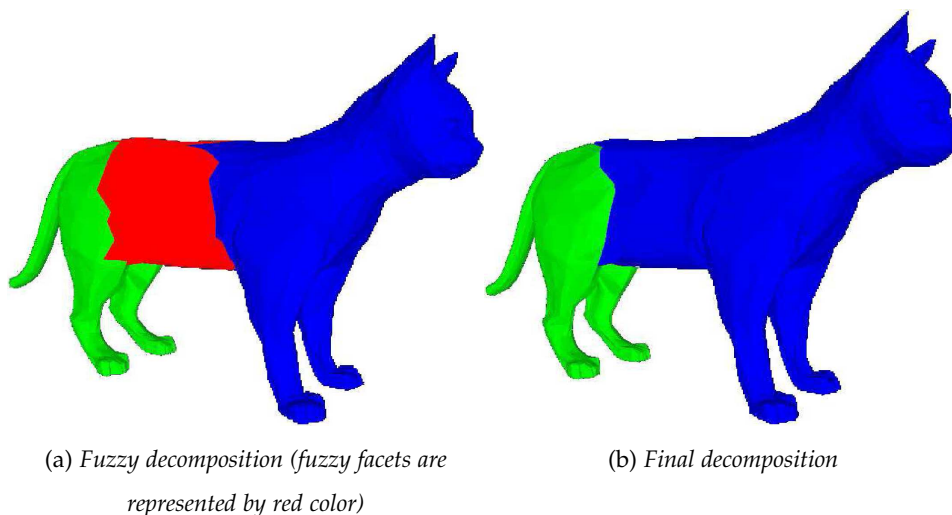 (a) Fuzzy decomposition (fuzzy facets are
represented by red color)
(b) Final decomposition